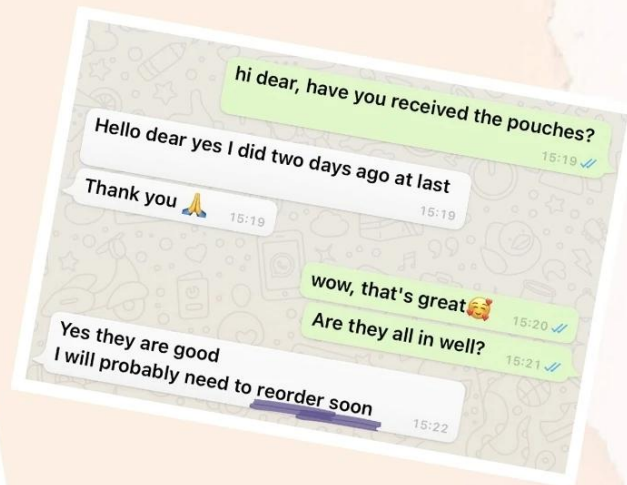 hi dear, have you received the pouches?
15:19
Hello dear yes I did two days ago at last
15:19
Thank you 🙏
15:19
wow, that's great🥰
15:20
Are they all in well?
15:21
Yes they are good
I will probably need to reorder soon
15:22